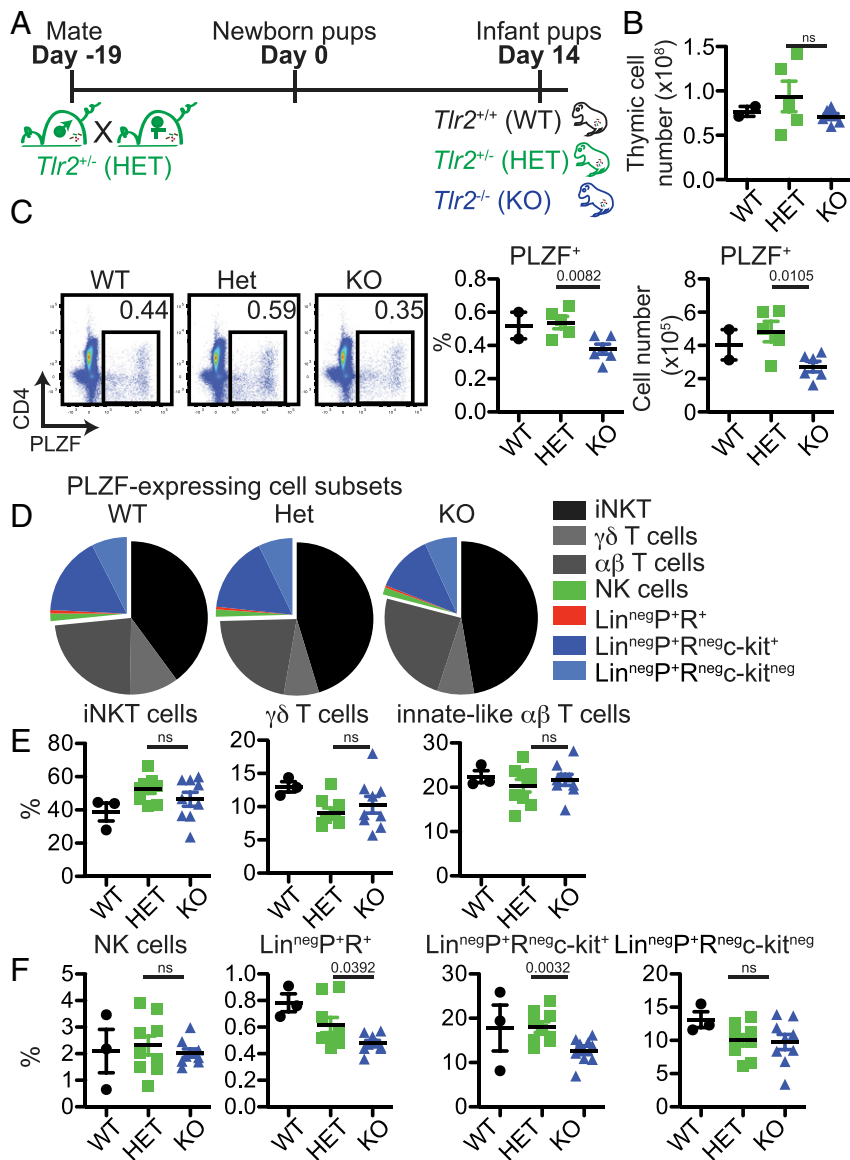 A
Mate
Newborn pups
Infant pups
Day -19
Day 0
Day 14
X
Tlr2+/- (HET)
Tlr2+/+ (WT)
Tlr2+/- (HET)
Tlr2-/- (KO)
B
Thymic cell
number (x10⁸)
ns
1.5
1.0
0.5
0.0
WT
HET
KO
C
WT
Het
KO
0.44
0.59
0.35
CD4
PLZF
PLZF+
0.0082
%
0.8
0.6
0.4
0.2
0.0
WT
HET
KO
PLZF+
0.0105
Cell number
(x10⁵)
8
6
4
2
0
WT
HET
KO
PLZF-expressing cell subsets
D
WT
Het
KO
iNKT
γδ T cells
αβ T cells
NK cells
LinnegP+R+
LinnegP+Rnegc-kit+
LinnegP+Rnegc-kitneg
E
iNKT cells
ns
%
80
60
40
20
0
WT
HET
KO
γδ T cells
ns
20
15
10
5
0
WT
HET
KO
innate-like αβ T cells
ns
30
20
10
0
WT
HET
KO
F
NK cells
ns
%
5
4
3
2
1
0
WT
HET
KO
LinnegP+R+
0.0392
1.0
0.8
0.6
0.4
0.2
0.0
WT
HET
KO
LinnegP+Rnegc-kit+
0.0032
30
20
10
0
WT
HET
KO
LinnegP+Rnegc-kitneg
ns
20
15
10
5
0
WT
HET
KO